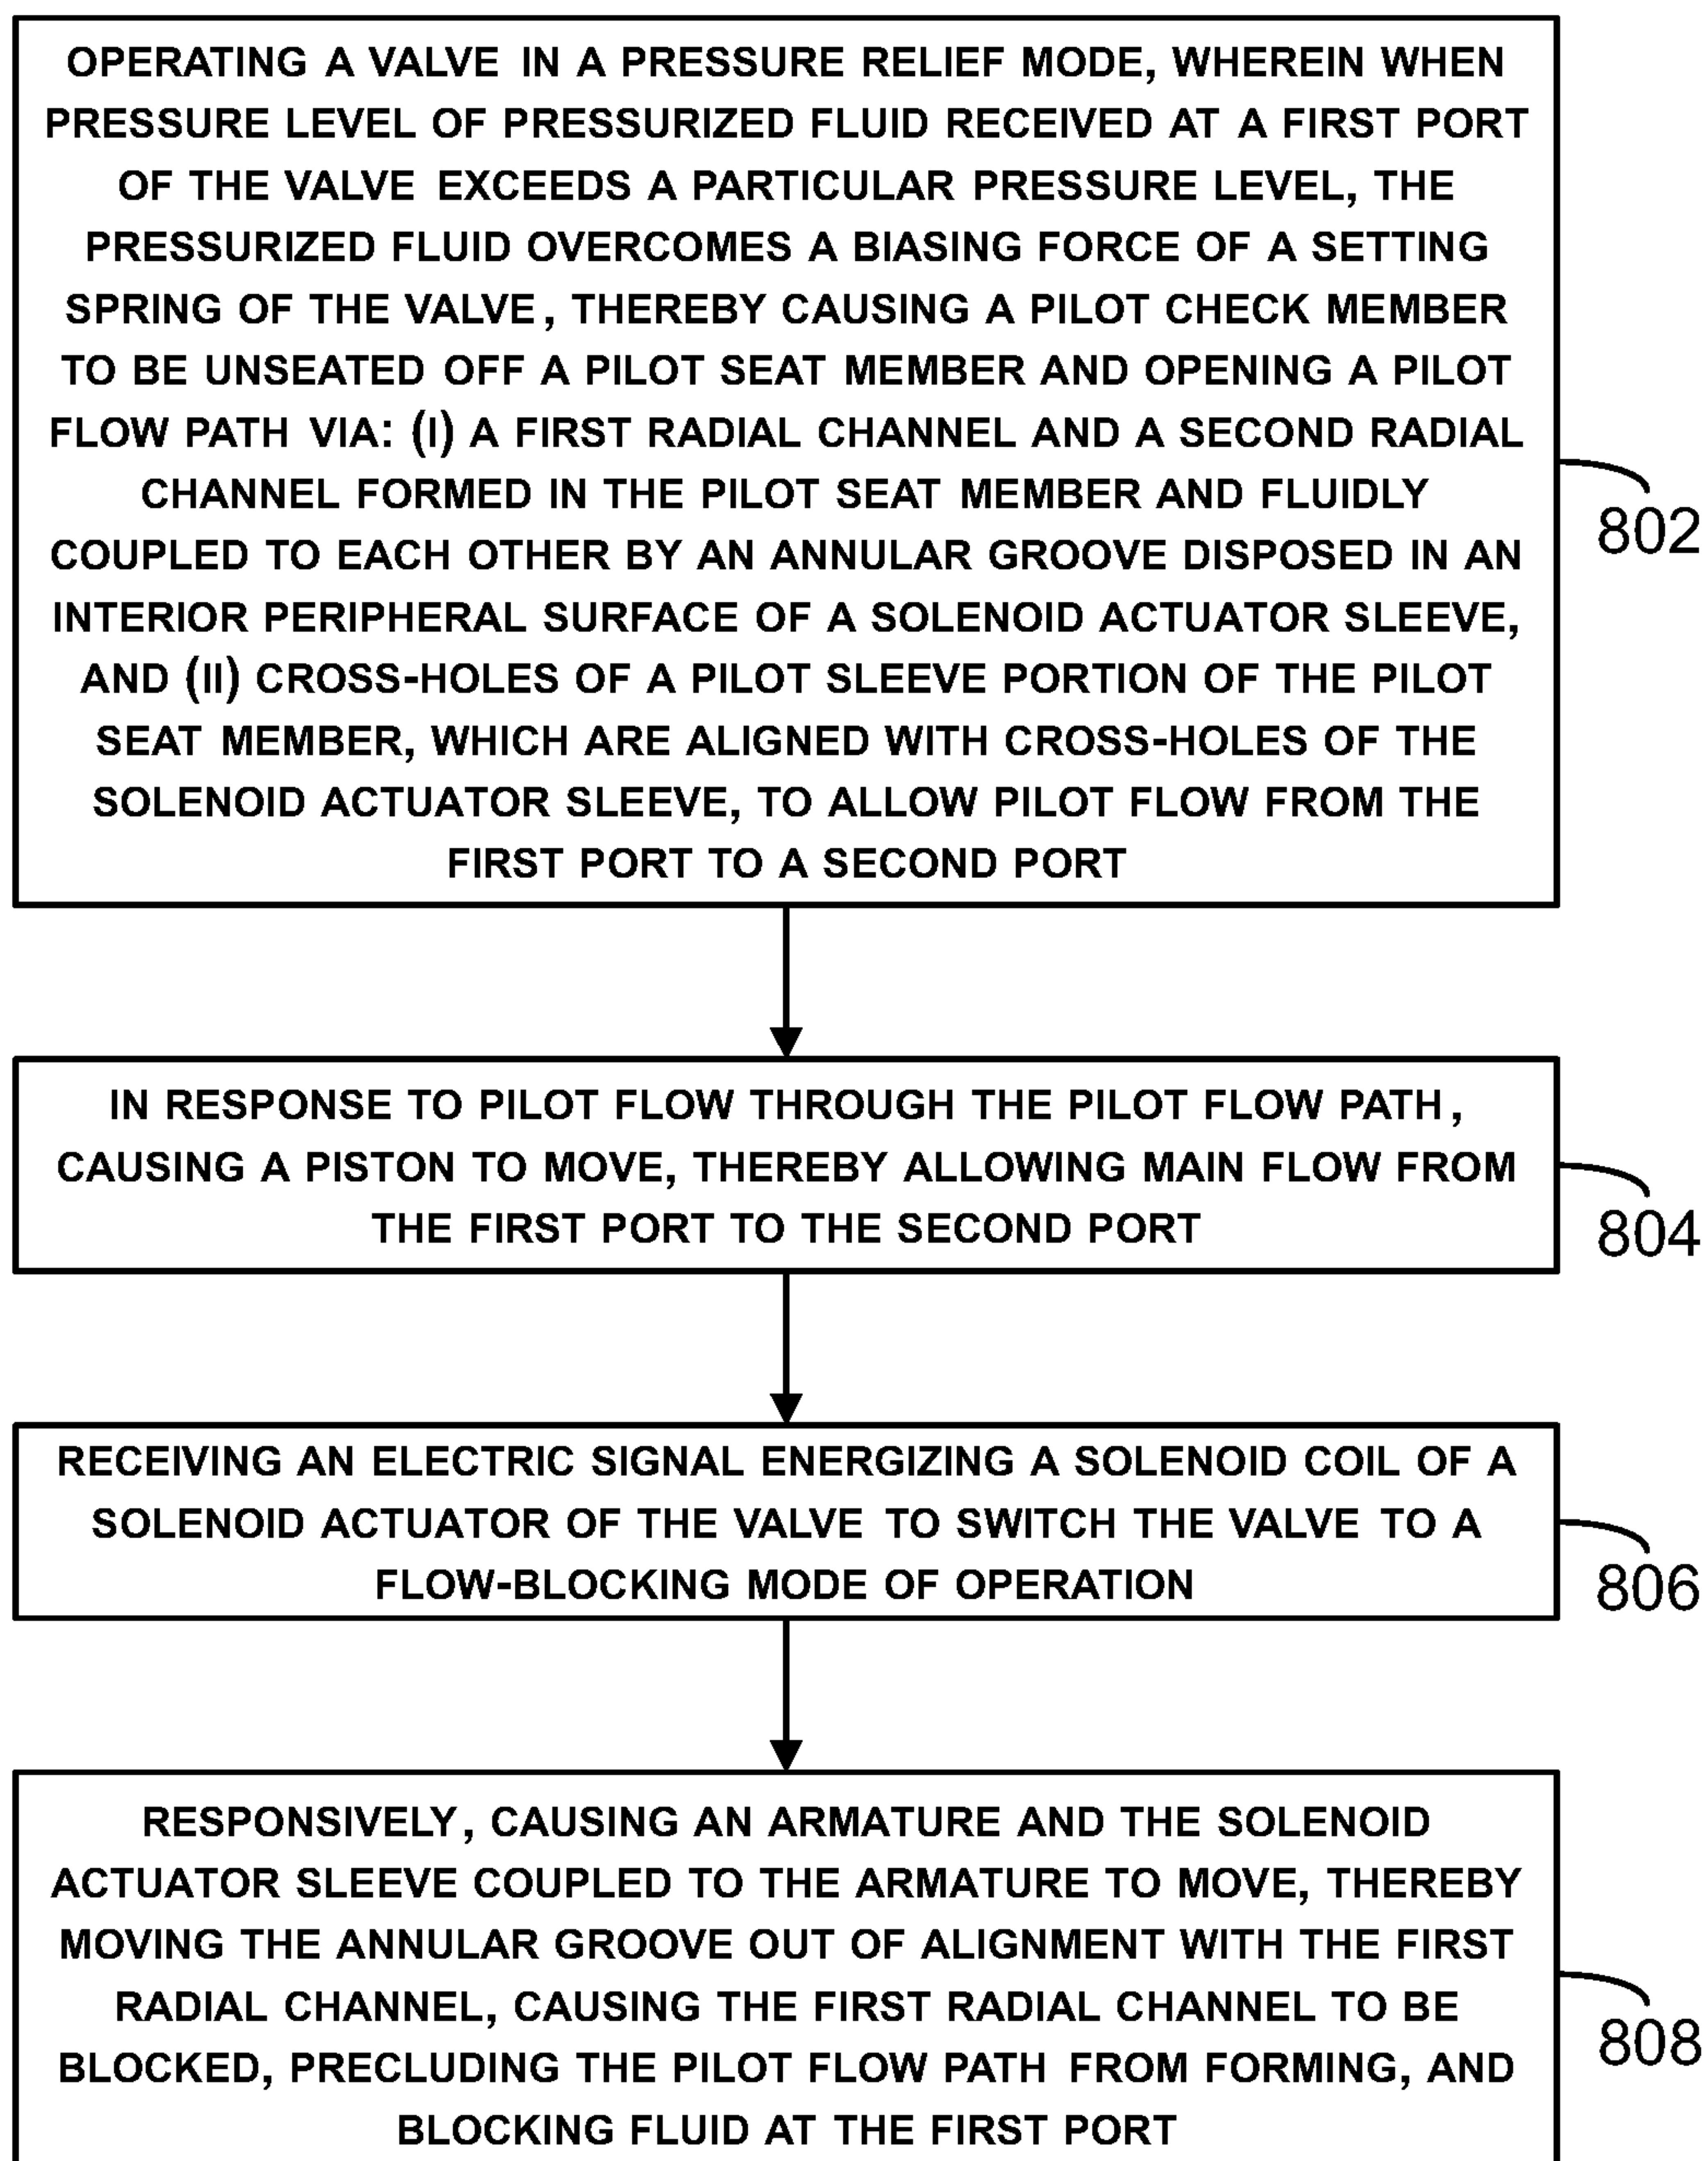 OPERATING A VALVE IN A PRESSURE RELIEF MODE, WHEREIN WHEN
PRESSURE LEVEL OF PRESSURIZED FLUID RECEIVED AT A FIRST PORT
OF THE VALVE EXCEEDS A PARTICULAR PRESSURE LEVEL, THE
PRESSURIZED FLUID OVERCOMES A BIASING FORCE OF A SETTING
SPRING OF THE VALVE, THEREBY CAUSING A PILOT CHECK MEMBER
TO BE UNSEATED OFF A PILOT SEAT MEMBER AND OPENING A PILOT
FLOW PATH VIA: (I) A FIRST RADIAL CHANNEL AND A SECOND RADIAL
CHANNEL FORMED IN THE PILOT SEAT MEMBER AND FLUIDLY
COUPLED TO EACH OTHER BY AN ANNULAR GROOVE DISPOSED IN AN
INTERIOR PERIPHERAL SURFACE OF A SOLENOID ACTUATOR SLEEVE,
AND (II) CROSS-HOLES OF A PILOT SLEEVE PORTION OF THE PILOT
SEAT MEMBER, WHICH ARE ALIGNED WITH CROSS-HOLES OF THE
SOLENOID ACTUATOR SLEEVE, TO ALLOW PILOT FLOW FROM THE
FIRST PORT TO A SECOND PORT
802
IN RESPONSE TO PILOT FLOW THROUGH THE PILOT FLOW PATH,
CAUSING A PISTON TO MOVE, THEREBY ALLOWING MAIN FLOW FROM
THE FIRST PORT TO THE SECOND PORT
804
RECEIVING AN ELECTRIC SIGNAL ENERGIZING A SOLENOID COIL OF A
SOLENOID ACTUATOR OF THE VALVE TO SWITCH THE VALVE TO A
FLOW-BLOCKING MODE OF OPERATION
806
RESPONSIVELY, CAUSING AN ARMATURE AND THE SOLENOID
ACTUATOR SLEEVE COUPLED TO THE ARMATURE TO MOVE, THEREBY
MOVING THE ANNULAR GROOVE OUT OF ALIGNMENT WITH THE FIRST
RADIAL CHANNEL, CAUSING THE FIRST RADIAL CHANNEL TO BE
BLOCKED, PRECLUDING THE PILOT FLOW PATH FROM FORMING, AND
BLOCKING FLUID AT THE FIRST PORT
808